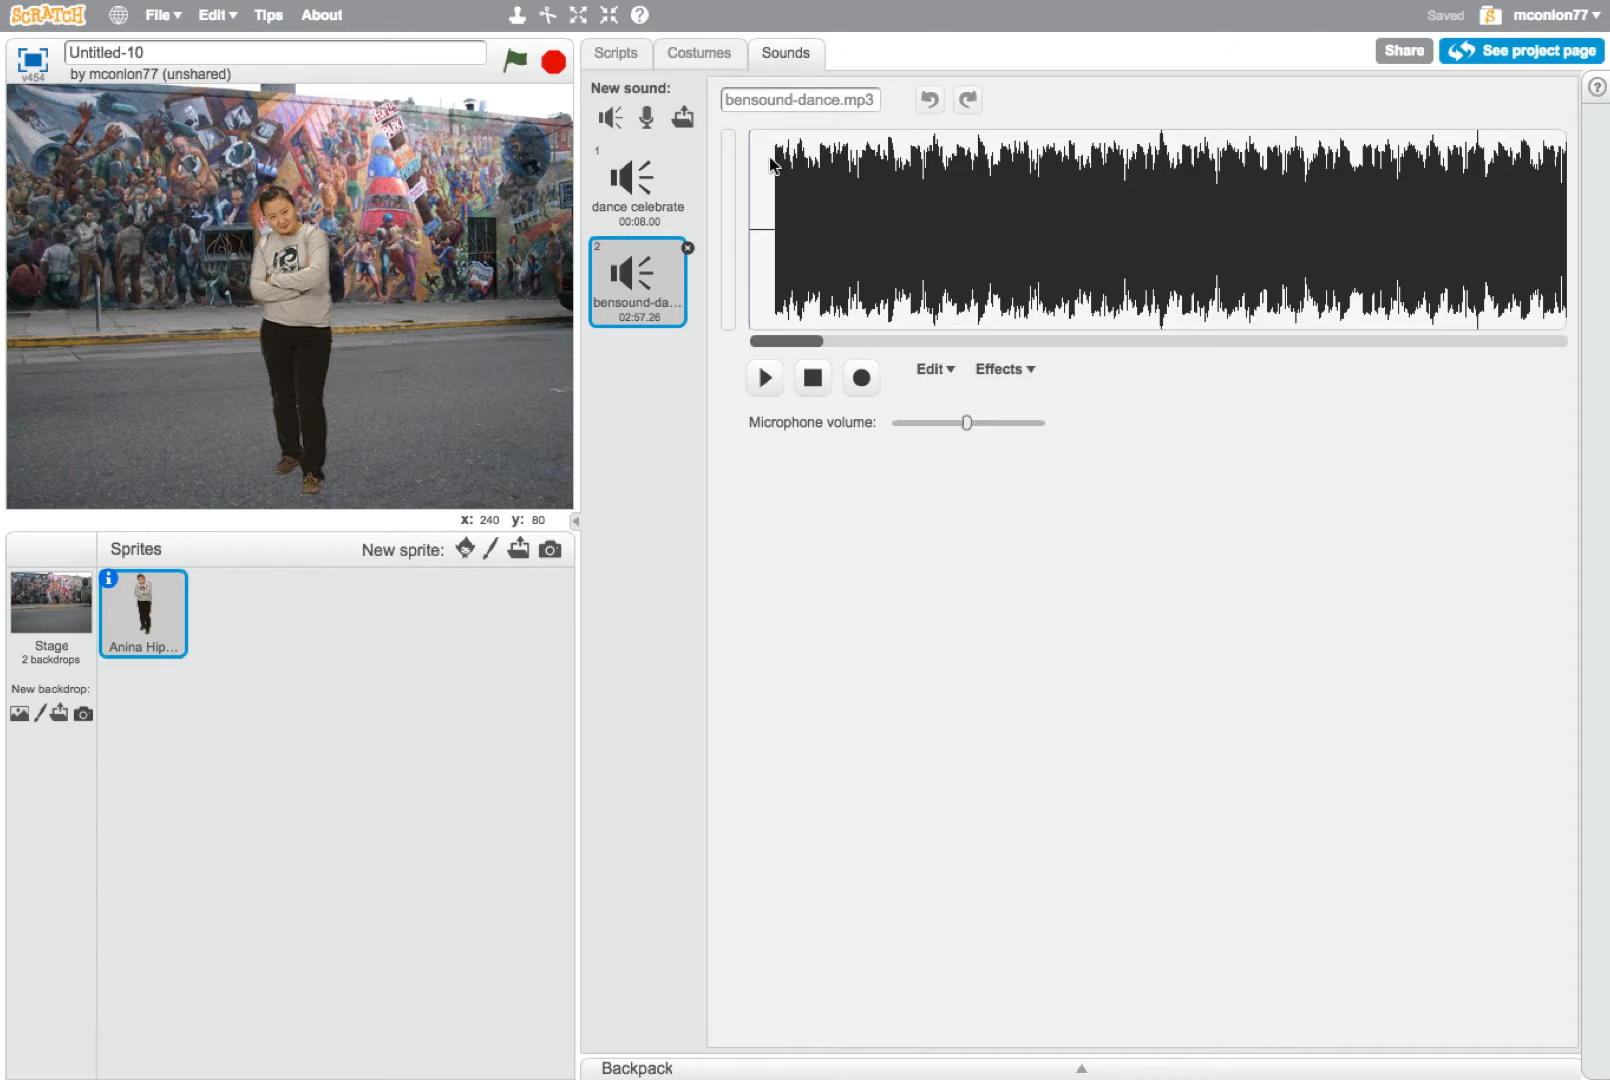 SCRATCH File Edit Tips About Saved mconlon77
v454 Untitled-10
by mconlon77 (unshared)
Scripts Costumes Sounds Share See project page
New sound:
bensound-dance.mp3
1
dance celebrate
00:08.00
2
bensound-da...
02:57.26
Edit Effects
Microphone volume:
x: 240 y: 80
Sprites New sprite:
Stage
2 backdrops
New backdrop:
Anina Hip...
Backpack